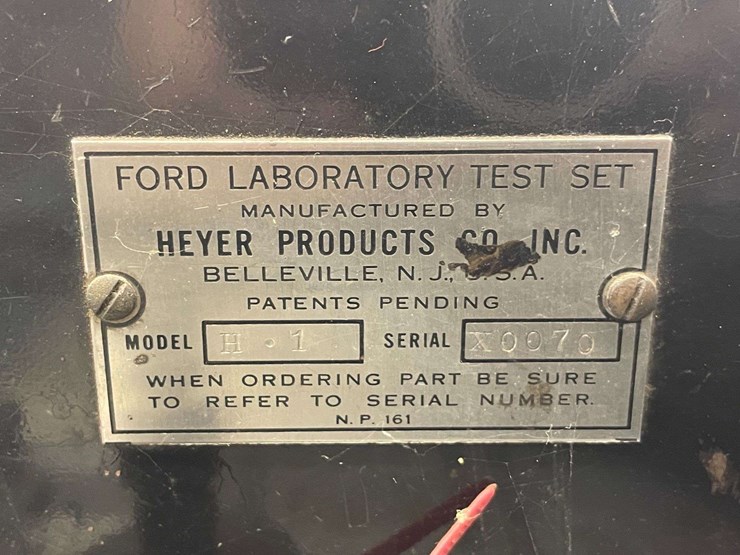 FORD LABORATORY TEST SET
MANUFACTURED BY
HEYER PRODUCTS CO. INC.
BELLEVILLE, N. J., U.S.A.
PATENTS PENDING
MODEL H · 1 SERIAL X0070
WHEN ORDERING PART BE SURE
TO REFER TO SERIAL NUMBER.
N. P. 161